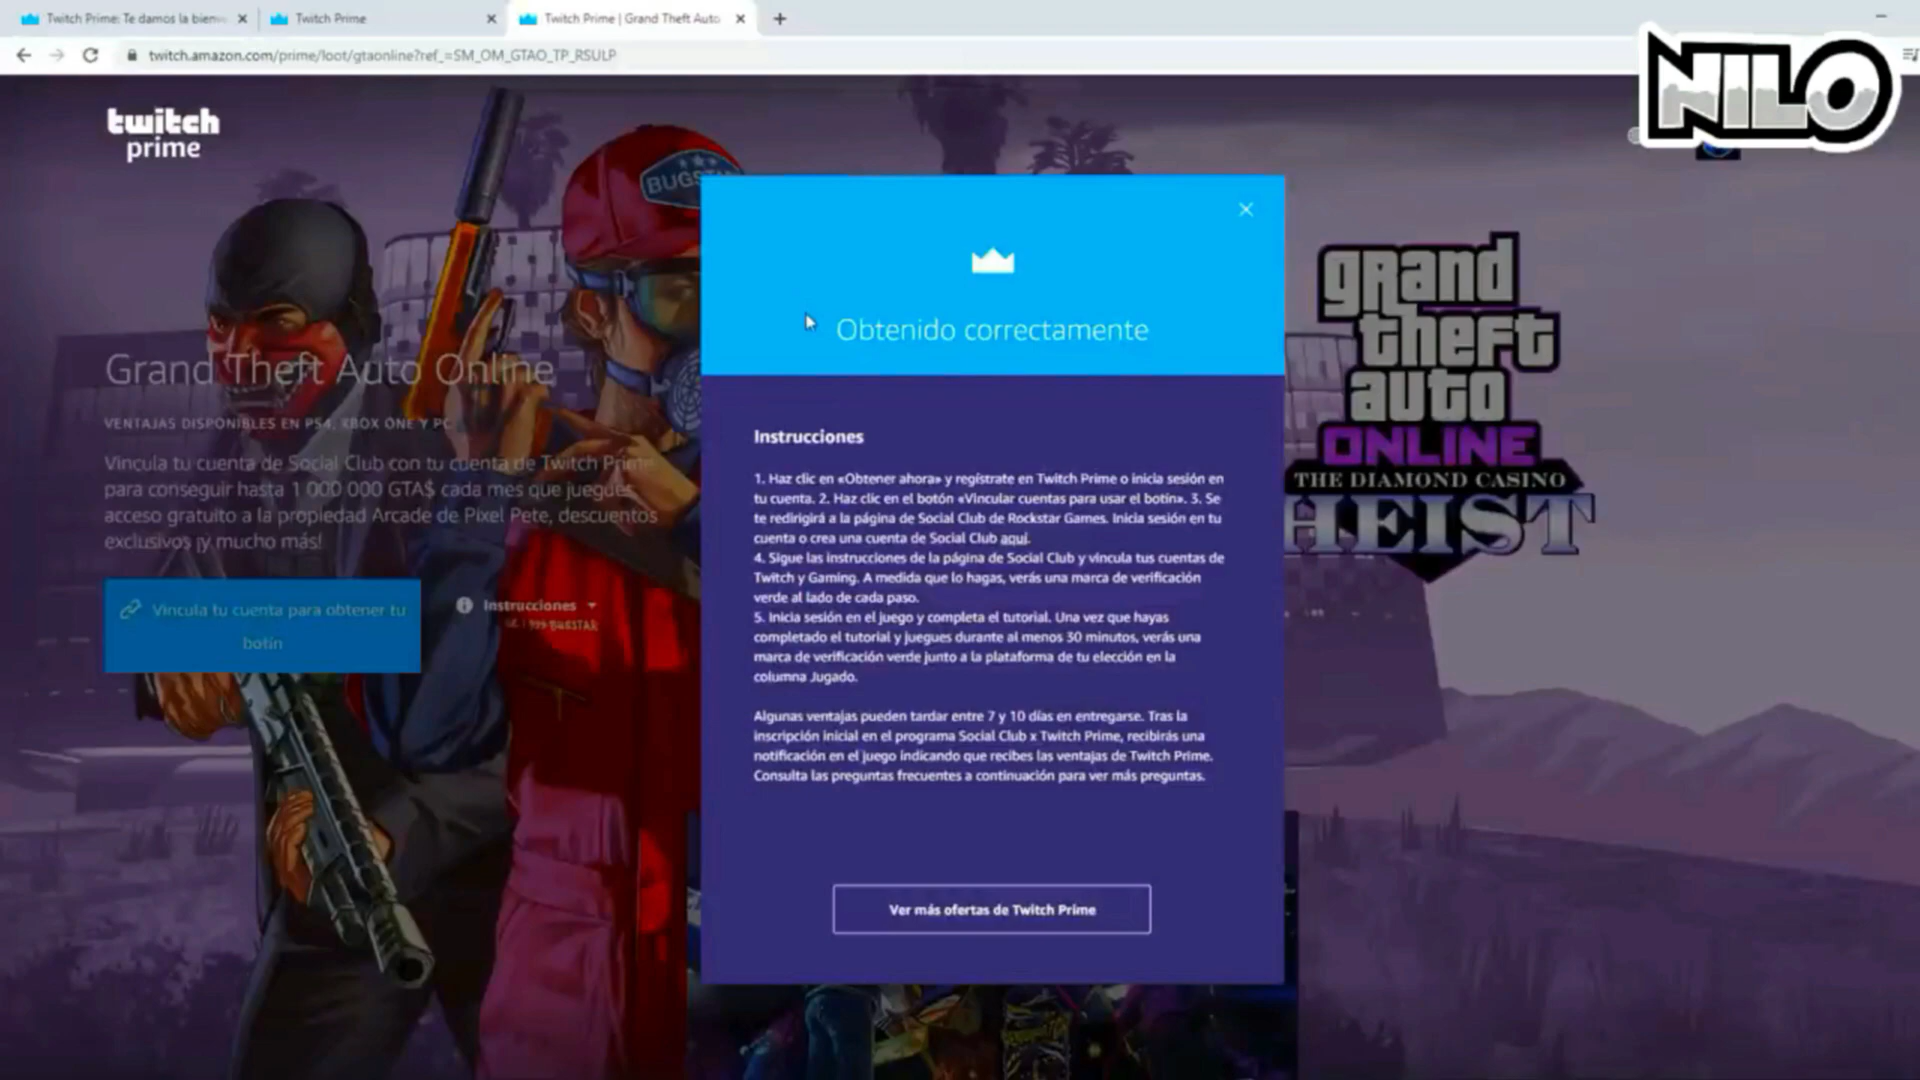 Twitch Prime: Te damos la bienv
Twitch Prime
Twitch Prime | Grand Theft Auto
twitch.amazon.com/prime/loot/gtaonline?ref_=SM_OM_GTAO_TP_RSULP
NILO
twitch
prime
BUGST
Obtenido correctamente
grand
theft
auto
ONLINE
THE DIAMOND CASINO
HEIST
Grand Theft Auto Online
VENTAJAS DISPONIBLES EN PS4, XBOX ONE Y PC
Vincula tu cuenta de Social Club con tu cuenta de Twitch Prime
para conseguir hasta 1 000 000 GTA$ cada mes que juegues,
acceso gratuito a la propiedad Arcade de Pixel Pete, descuentos
exclusivos ¡y mucho más!
Vincula tu cuenta para obtener tu
botín
Instrucciones
Instrucciones
1. Haz clic en «Obtener ahora» y regístrate en Twitch Prime o inicia sesión en
tu cuenta. 2. Haz clic en el botón «Vincular cuentas para usar el botín». 3. Se
te redirigirá a la página de Social Club de Rockstar Games. Inicia sesión en tu
cuenta o crea una cuenta de Social Club aquí.
4. Sigue las instrucciones de la página de Social Club y vincula tus cuentas de
Twitch y Gaming. A medida que lo hagas, verás una marca de verificación
verde al lado de cada paso.
5. Inicia sesión en el juego y completa el tutorial. Una vez que hayas
completado el tutorial y juegues durante al menos 30 minutos, verás una
marca de verificación verde junto a la plataforma de tu elección en la
columna Jugado.
Algunas ventajas pueden tardar entre 7 y 10 días en entregarse. Tras la
inscripción inicial en el programa Social Club x Twitch Prime, recibirás una
notificación en el juego indicando que recibes las ventajas de Twitch Prime.
Consulta las preguntas frecuentes a continuación para ver más preguntas.
Ver más ofertas de Twitch Prime